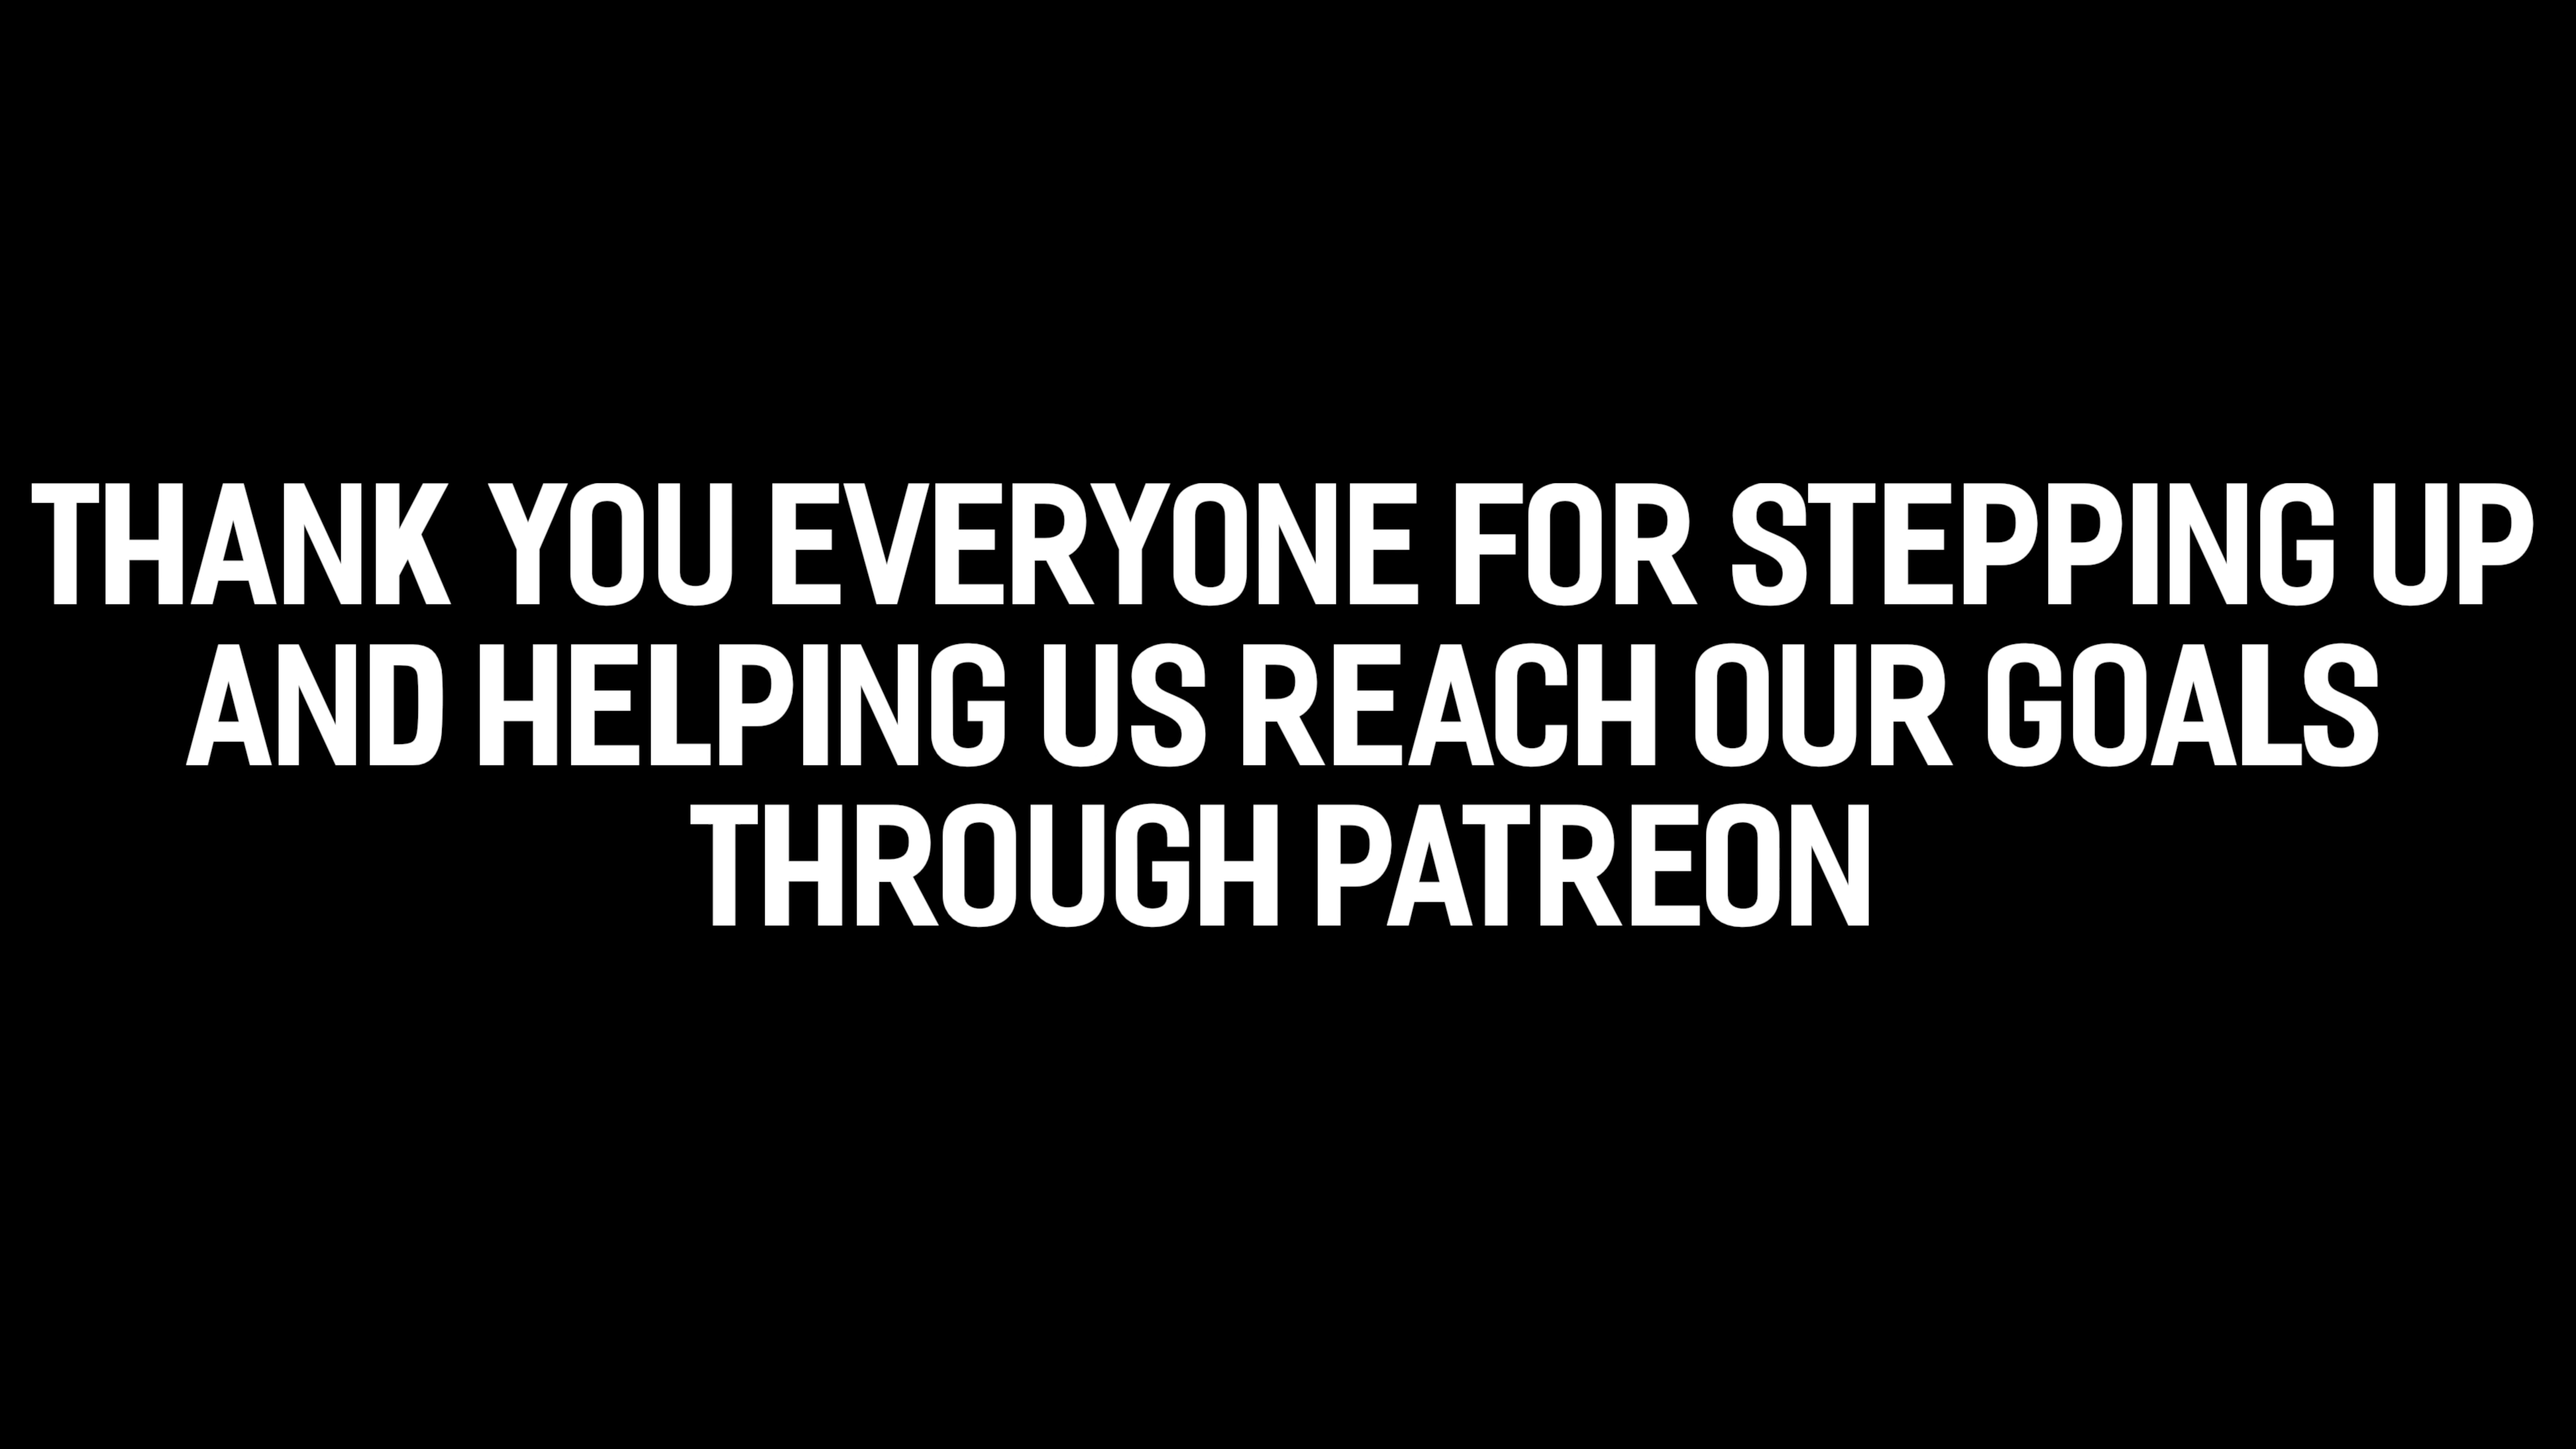 THANK YOU EVERYONE FOR STEPPING UP
AND HELPING US REACH OUR GOALS
THROUGH PATREON